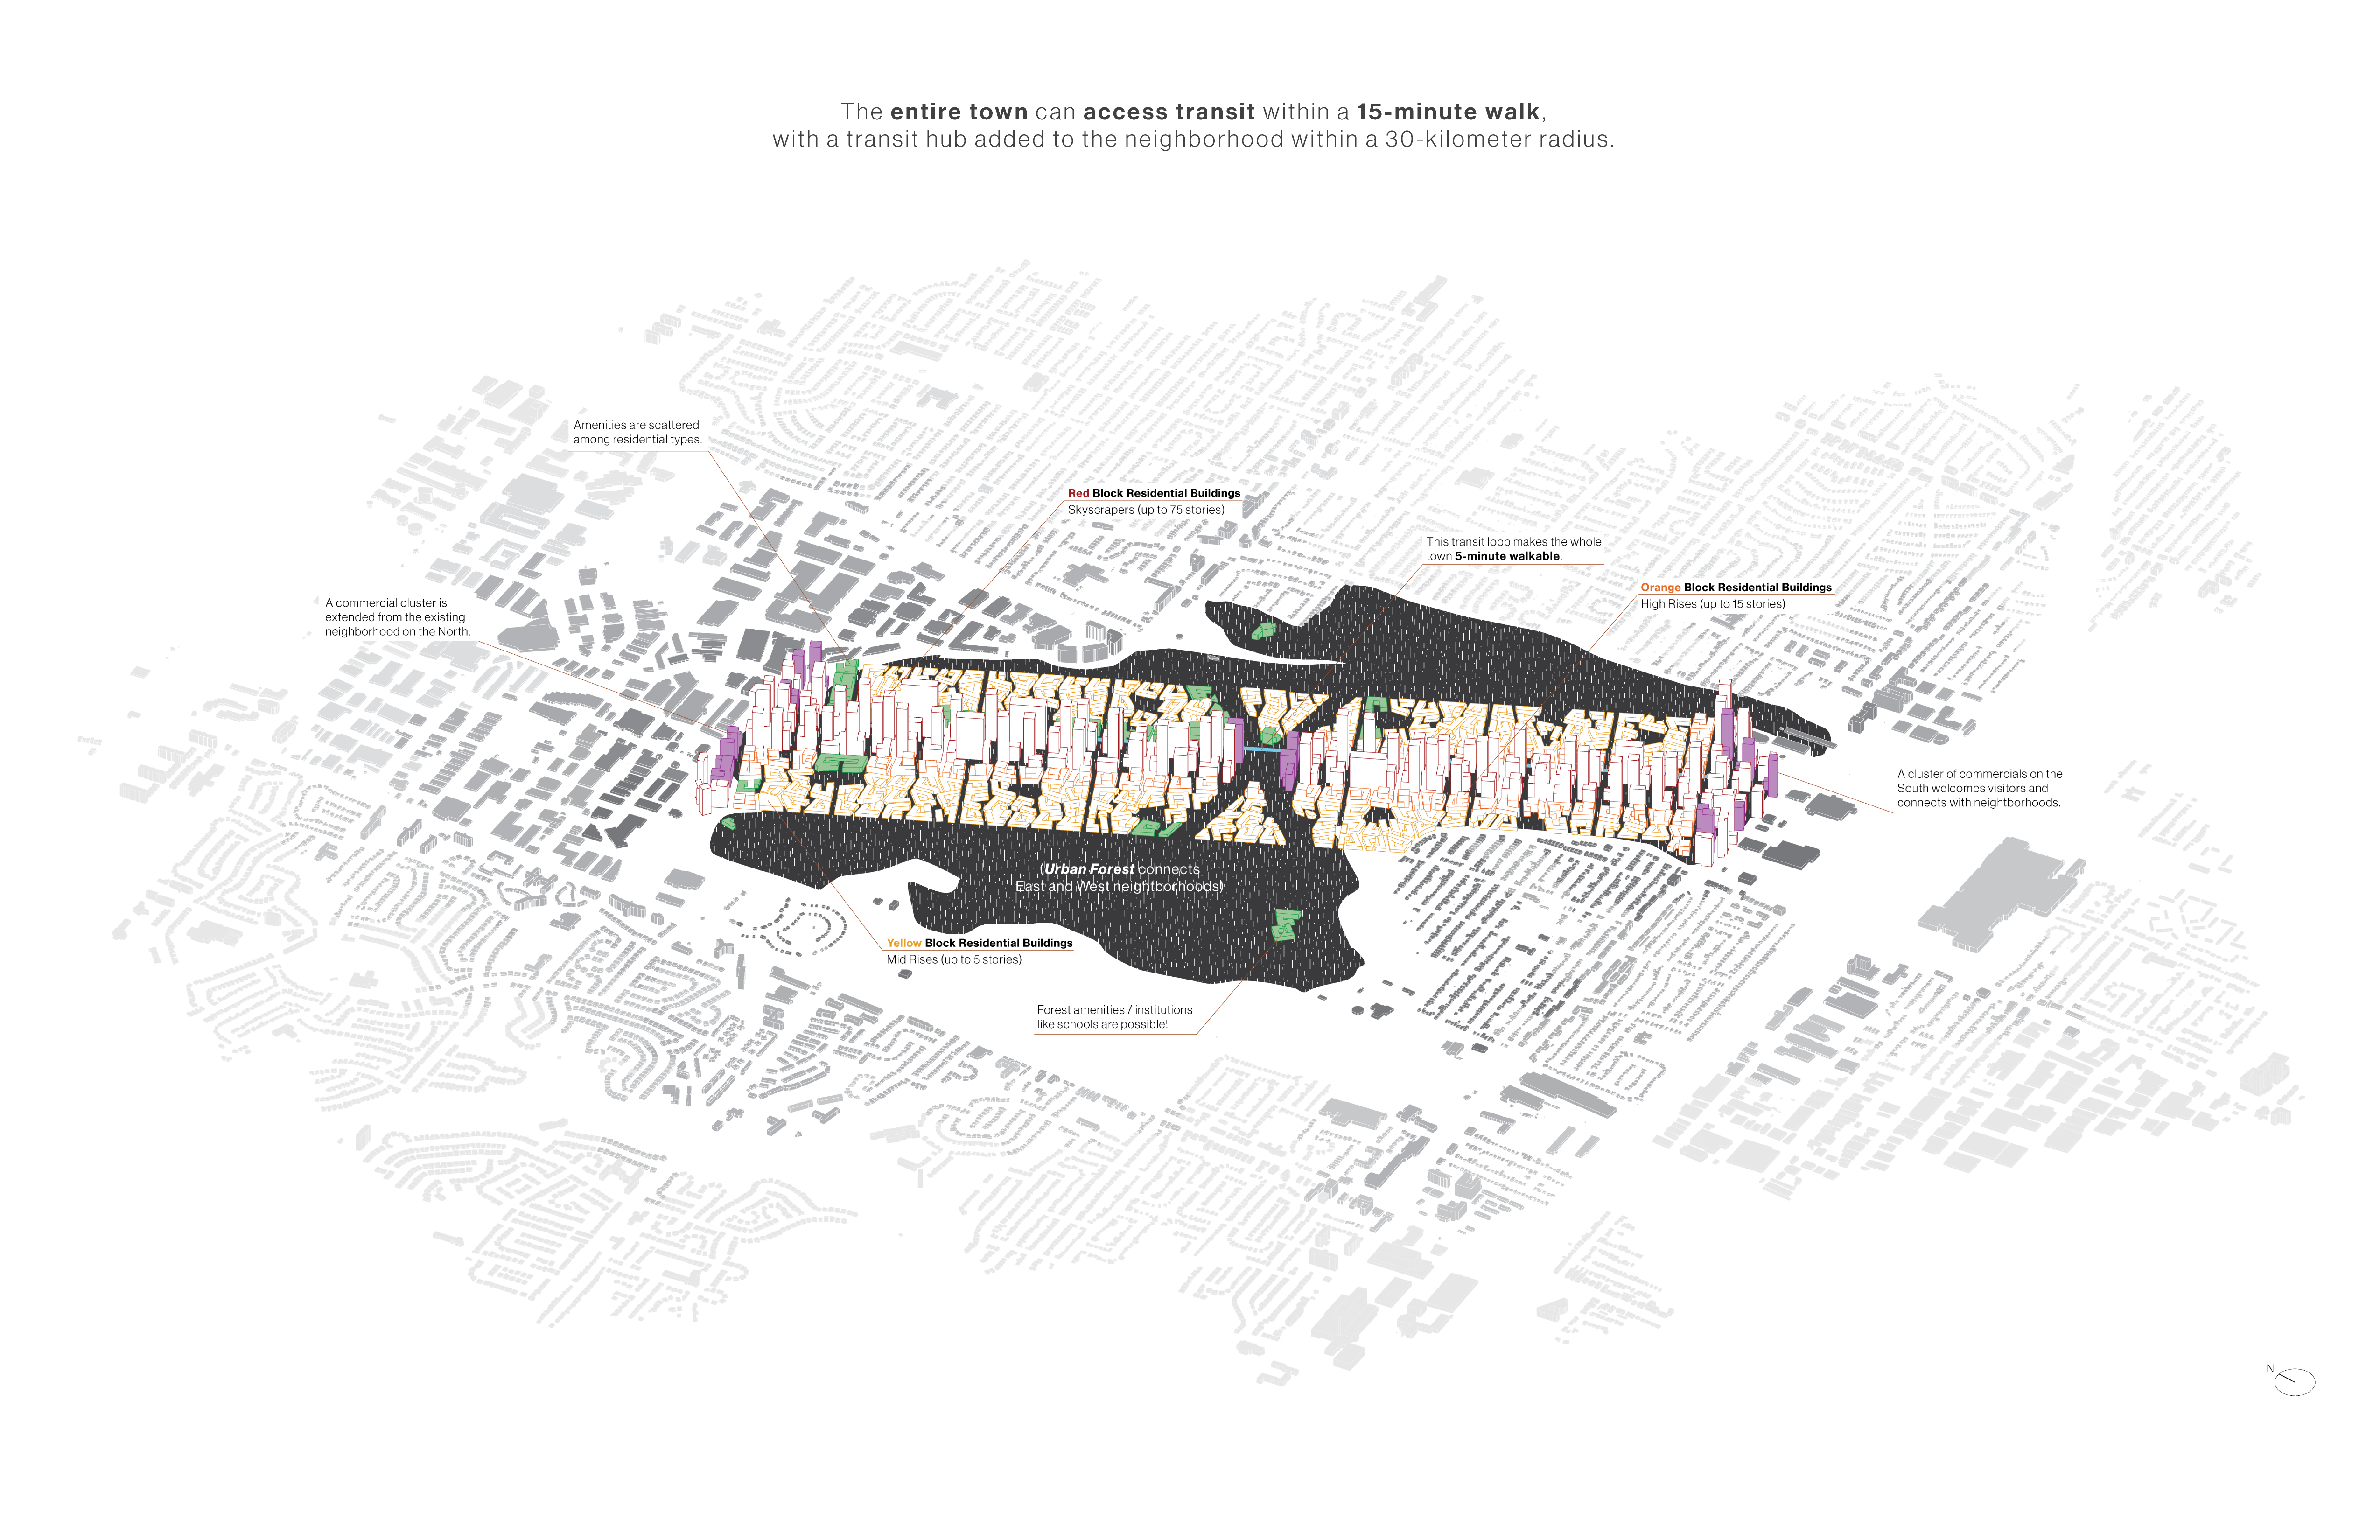 The entire town can access transit within a 15-minute walk,
with a transit hub added to the neighborhood within a 30-kilometer radius.
Amenities are scattered
among residential types.
Red Block Residential Buildings
Skyscrapers (up to 75 stories)
This transit loop makes the whole
town 5-minute walkable.
Orange Block Residential Buildings
High Rises (up to 15 stories)
A commercial cluster is
extended from the existing
neighborhood on the North.
A cluster of commercials on the
South welcomes visitors and
connects with neightborhoods.
(Urban Forest connects
East and West neightborhoods)
Yellow Block Residential Buildings
Mid Rises (up to 5 stories)
Forest amenities / institutions
like schools are possible!
N